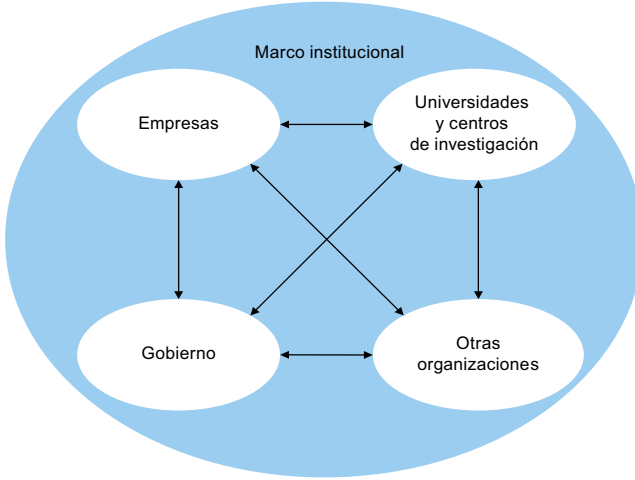 Marco institucional
Empresas
Universidades
y centros
de investigación
Gobierno
Otras
organizaciones